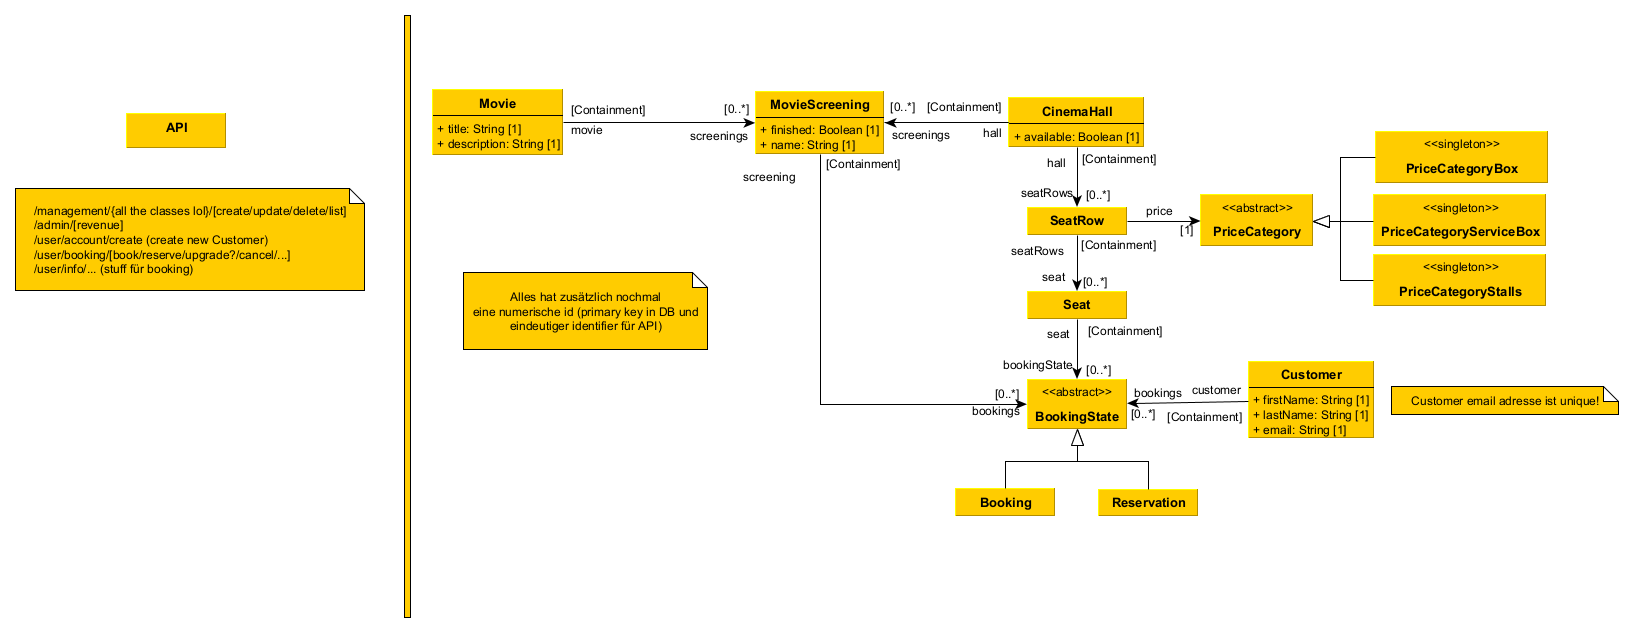 API
/management/{all the classes lol}/[create/update/delete/list]
/admin/[revenue]
/user/account/create (create new Customer)
/user/booking/[book/reserve/upgrade?/cancel/...]
/user/info/... (stuff für booking)
Movie
+ title: String [1]
+ description: String [1]
[Containment]
movie
[0..*]
screenings
MovieScreening
+ finished: Boolean [1]
+ name: String [1]
[0..*]
screenings
[Containment]
hall
CinemaHall
+ available: Boolean [1]
[Containment]
screening
hall
[Containment]
seatRows
[0..*]
SeatRow
price
[1]
<<abstract>>
PriceCategory
<<singleton>>
PriceCategoryBox
<<singleton>>
PriceCategoryServiceBox
<<singleton>>
PriceCategoryStalls
[Containment]
seatRows
seat
[0..*]
Seat
Alles hat zusätzlich nochmal
eine numerische id (primary key in DB und
eindeutiger identifier für API)
seat
[Containment]
bookingState
[0..*]
[0..*]
bookings
<<abstract>>
BookingState
bookings
[0..*]
customer
[Containment]
Customer
+ firstName: String [1]
+ lastName: String [1]
+ email: String [1]
Customer email adresse ist unique!
Booking
Reservation